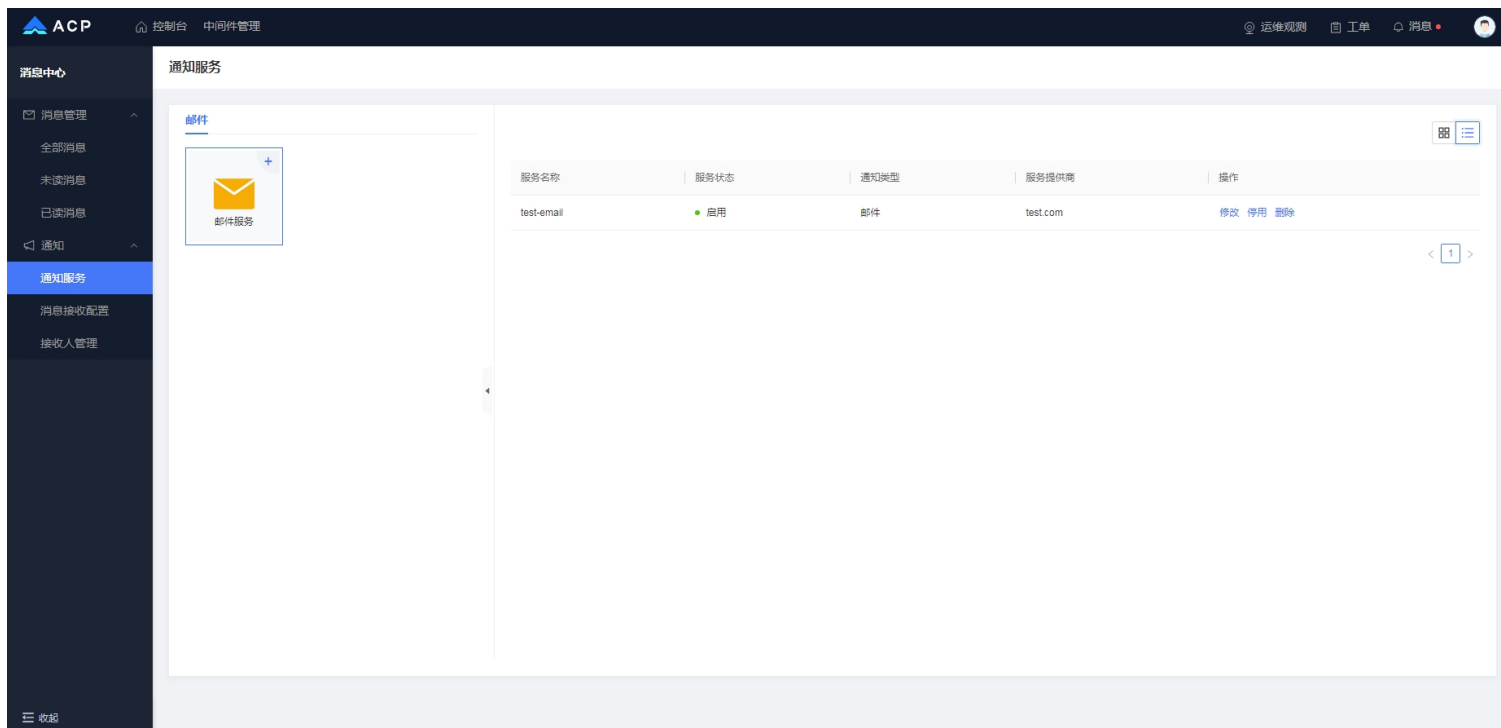 ACP 控制台 中间件管理 运维观测 工单 消息
消息中心
通知服务
消息管理
全部消息
未读消息
已读消息
通知
通知服务
消息接收配置
接收人管理
收起
邮件
邮件服务
服务名称 服务状态 通知类型 服务提供商 操作
test-email 启用 邮件 test.com 修改 停用 删除
< 1 >